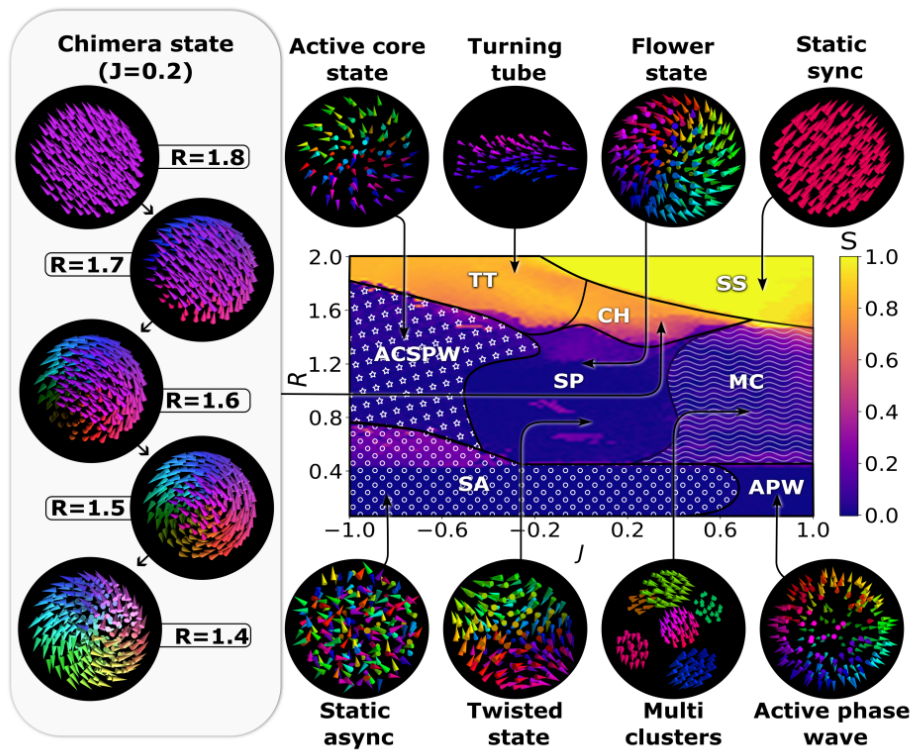 Chimera state
(J=0.2)
R=1.8
R=1.7
R=1.6
R=1.5
R=1.4
Active core
state
Turning
tube
Flower
state
Static
sync
S
2.0
1.6
1.2
0.8
0.4
R
TT
CH
SS
ACSPW
SP
MC
SA
APW
−1.0
−0.6
−0.2
0.2
0.6
1.0
J
1.0
0.8
0.6
0.4
0.2
0.0
Static
async
Twisted
state
Multi
clusters
Active phase
wave